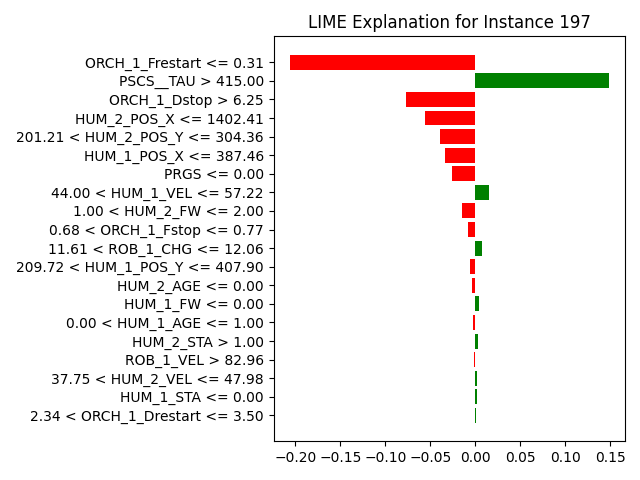 LIME Explanation for Instance 197
ORCH_1_Frestart <= 0.31
PSCS__TAU > 415.00
ORCH_1_Dstop > 6.25
HUM_2_POS_X <= 1402.41
201.21 < HUM_2_POS_Y <= 304.36
HUM_1_POS_X <= 387.46
PRGS <= 0.00
44.00 < HUM_1_VEL <= 57.22
1.00 < HUM_2_FW <= 2.00
0.68 < ORCH_1_Fstop <= 0.77
11.61 < ROB_1_CHG <= 12.06
209.72 < HUM_1_POS_Y <= 407.90
HUM_2_AGE <= 0.00
HUM_1_FW <= 0.00
0.00 < HUM_1_AGE <= 1.00
HUM_2_STA > 1.00
ROB_1_VEL > 82.96
37.75 < HUM_2_VEL <= 47.98
HUM_1_STA <= 0.00
2.34 < ORCH_1_Drestart <= 3.50
−0.20 −0.15 −0.10 −0.05 0.00 0.05 0.10 0.15